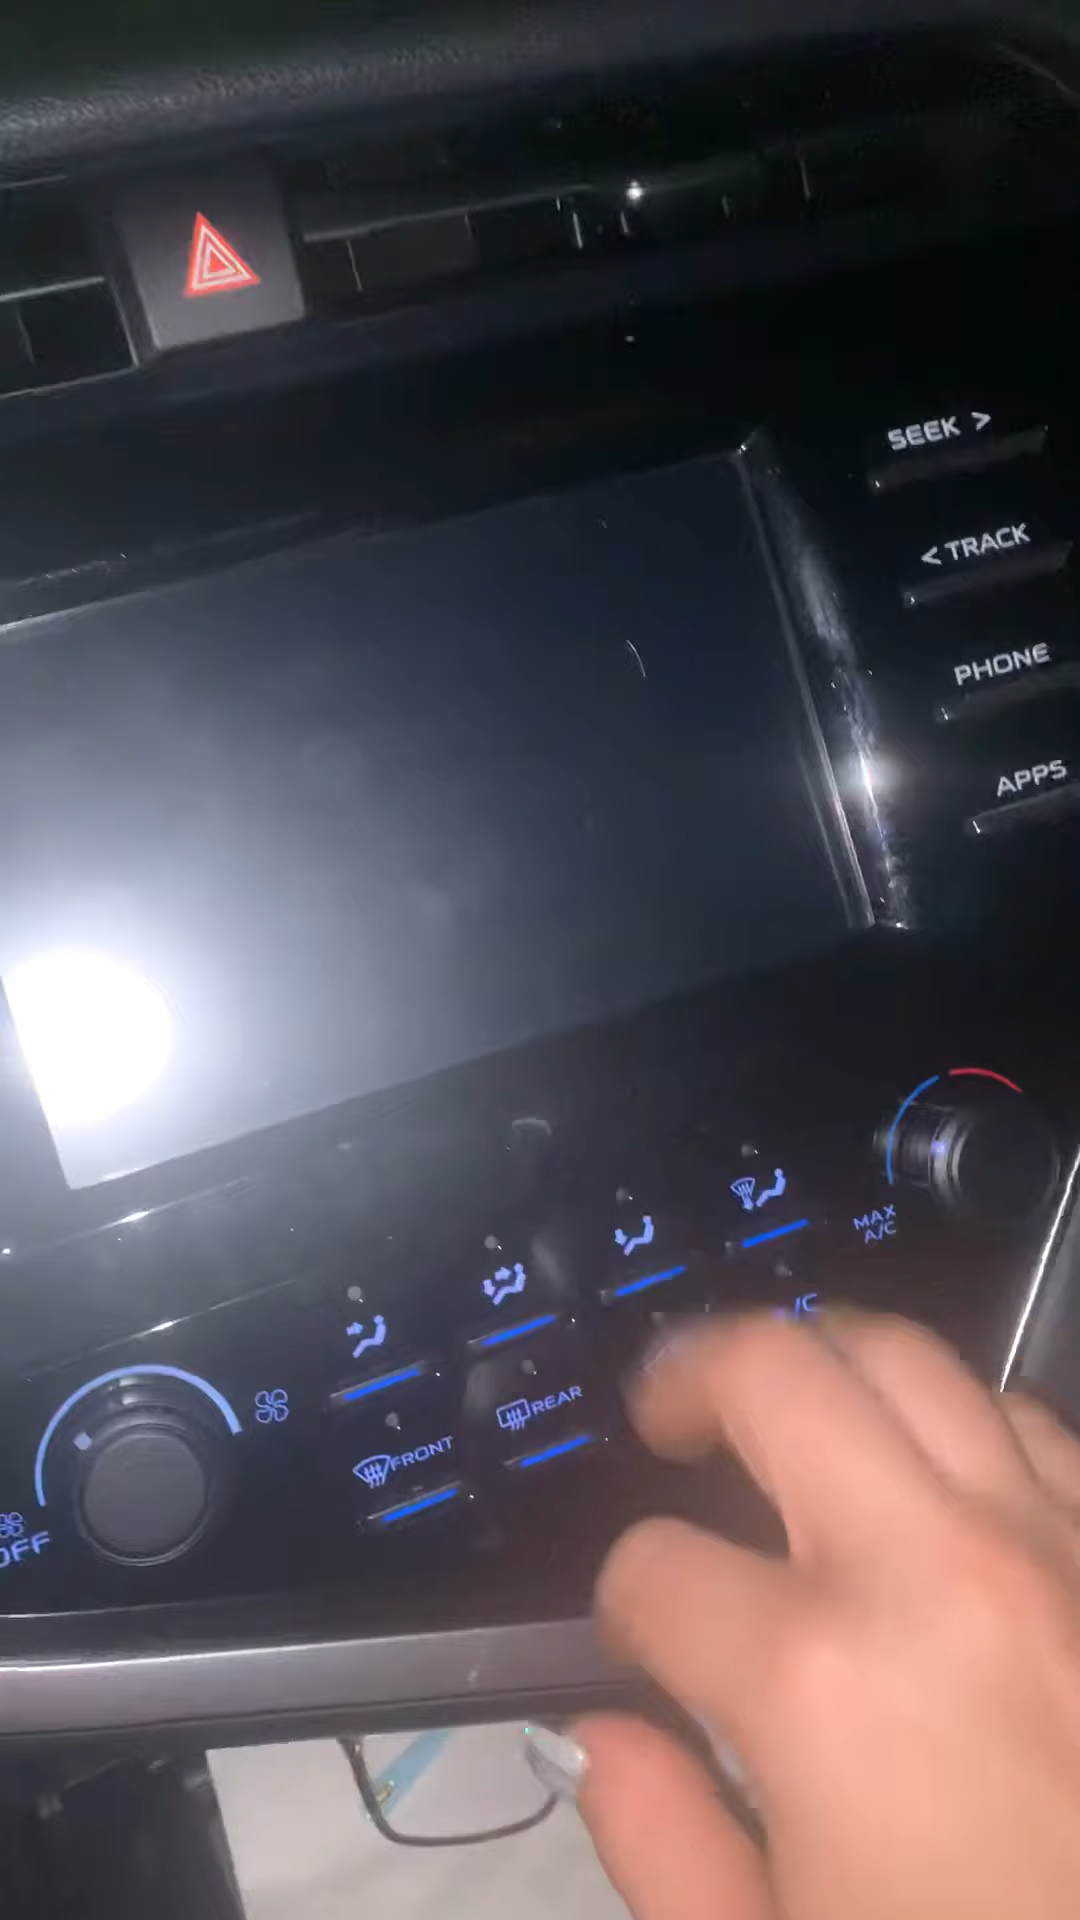 SEEK >
< TRACK
PHONE
APPS
MAX
A/C
/C
REAR
FRONT
OFF